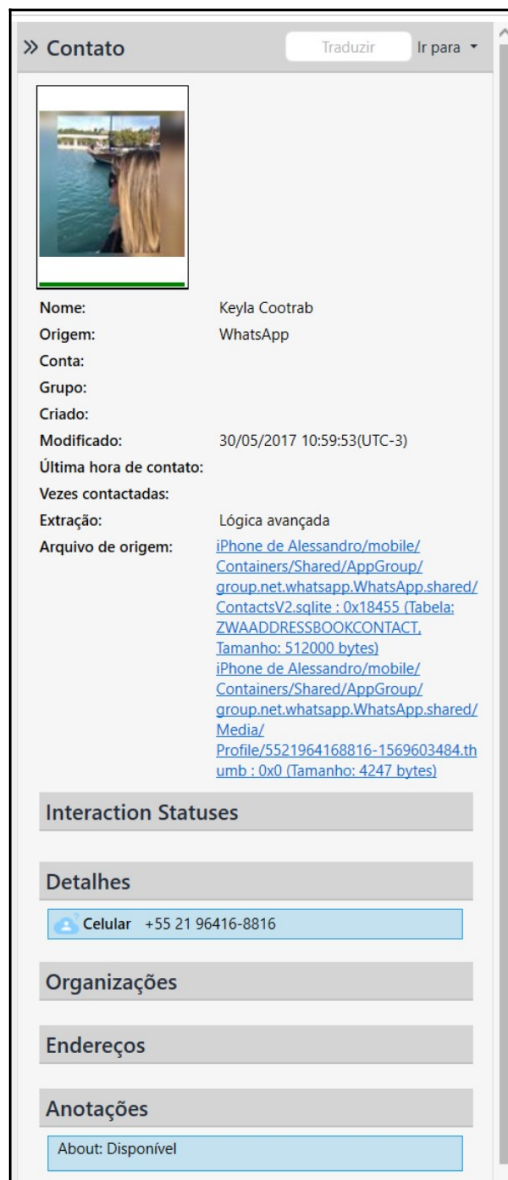 » Contato Traduzir Ir para
Nome: Keyla Cootrab
Origem: WhatsApp
Conta:
Grupo:
Criado:
Modificado: 30/05/2017 10:59:53(UTC-3)
Última hora de contato:
Vezes contactadas:
Extração: Lógica avançada
Arquivo de origem: iPhone de Alessandro/mobile/
Containers/Shared/AppGroup/
group.net.whatsapp.WhatsApp.shared/
ContactsV2.sqlite : 0x18455 (Tabela:
ZWAADDRESSBOOKCONTACT,
Tamanho: 512000 bytes)
iPhone de Alessandro/mobile/
Containers/Shared/AppGroup/
group.net.whatsapp.WhatsApp.shared/
Media/
Profile/5521964168816-1569603484.th
umb : 0x0 (Tamanho: 4247 bytes)
Interaction Statuses
Detalhes
Celular +55 21 96416-8816
Organizações
Endereços
Anotações
About: Disponível